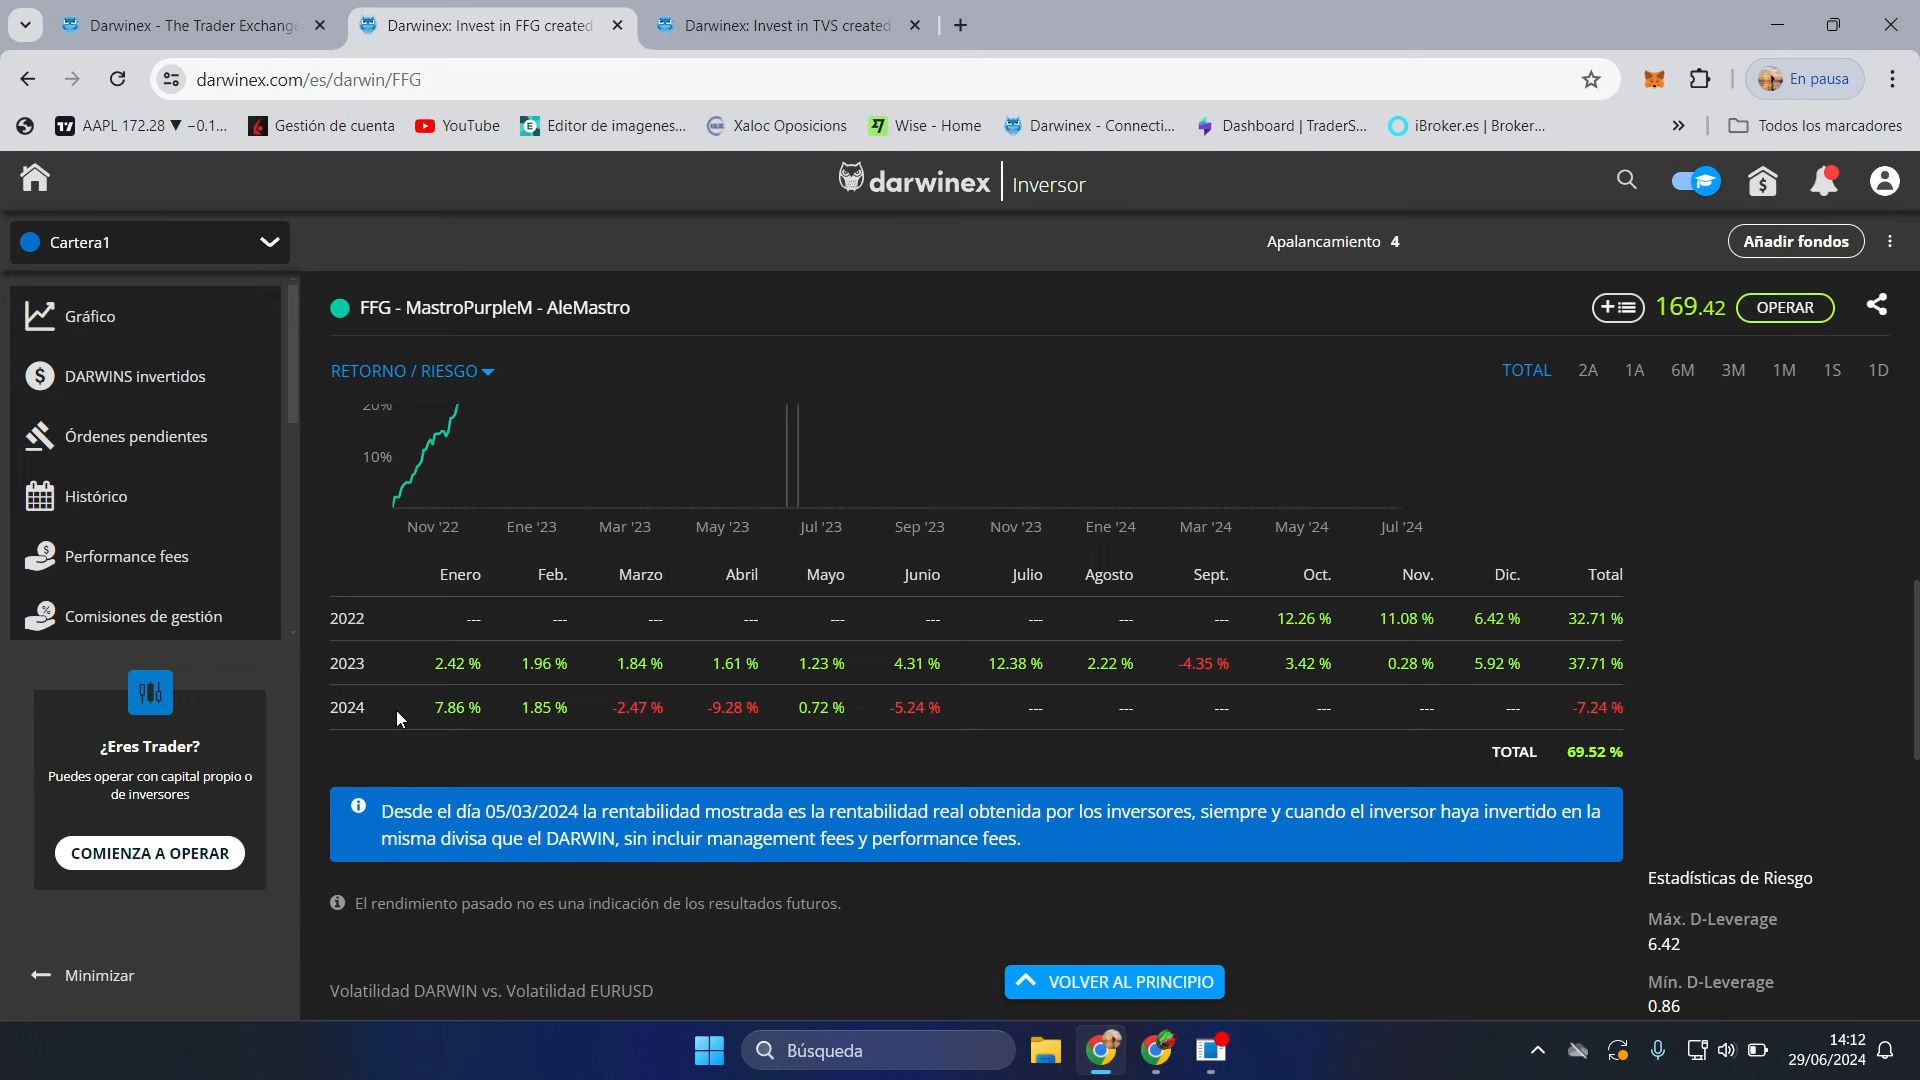 Darwinex - The Trader Exchange
Darwinex: Invest in FFG created
Darwinex: Invest in TVS created
darwinex.com/es/darwin/FFG
En pausa
AAPL 172.28 ▼ −0.1...
Gestión de cuenta
YouTube
Editor de imagenes...
Xaloc Oposicions
Wise - Home
Darwinex - Connecti...
Dashboard | TraderS...
iBroker.es | Broker...
»
Todos los marcadores
darwinex | Inversor
Cartera1
Apalancamiento 4
Añadir fondos
Gráfico
DARWINS invertidos
Órdenes pendientes
Histórico
Performance fees
Comisiones de gestión
¿Eres Trader?
Puedes operar con capital propio o
de inversores
COMIENZA A OPERAR
Minimizar
FFG - MastroPurpleM - AleMastro
169.42 OPERAR
RETORNO / RIESGO
TOTAL 2A 1A 6M 3M 1M 1S 1D
20%
10%
Nov '22 Ene '23 Mar '23 May '23 Jul '23 Sep '23 Nov '23 Ene '24 Mar '24 May '24 Jul '24
Enero Feb. Marzo Abril Mayo Junio Julio Agosto Sept. Oct. Nov. Dic. Total
2022 --- --- --- --- --- --- --- --- --- 12.26 % 11.08 % 6.42 % 32.71 %
2023 2.42 % 1.96 % 1.84 % 1.61 % 1.23 % 4.31 % 12.38 % 2.22 % -4.35 % 3.42 % 0.28 % 5.92 % 37.71 %
2024 7.86 % 1.85 % -2.47 % -9.28 % 0.72 % -5.24 % --- --- --- --- --- --- -7.24 %
TOTAL 69.52 %
Desde el día 05/03/2024 la rentabilidad mostrada es la rentabilidad real obtenida por los inversores, siempre y cuando el inversor haya invertido en la
misma divisa que el DARWIN, sin incluir management fees y performance fees.
El rendimiento pasado no es una indicación de los resultados futuros.
Volatilidad DARWIN vs. Volatilidad EURUSD
VOLVER AL PRINCIPIO
Estadísticas de Riesgo
Máx. D-Leverage
6.42
Mín. D-Leverage
0.86
Búsqueda
14:12
29/06/2024